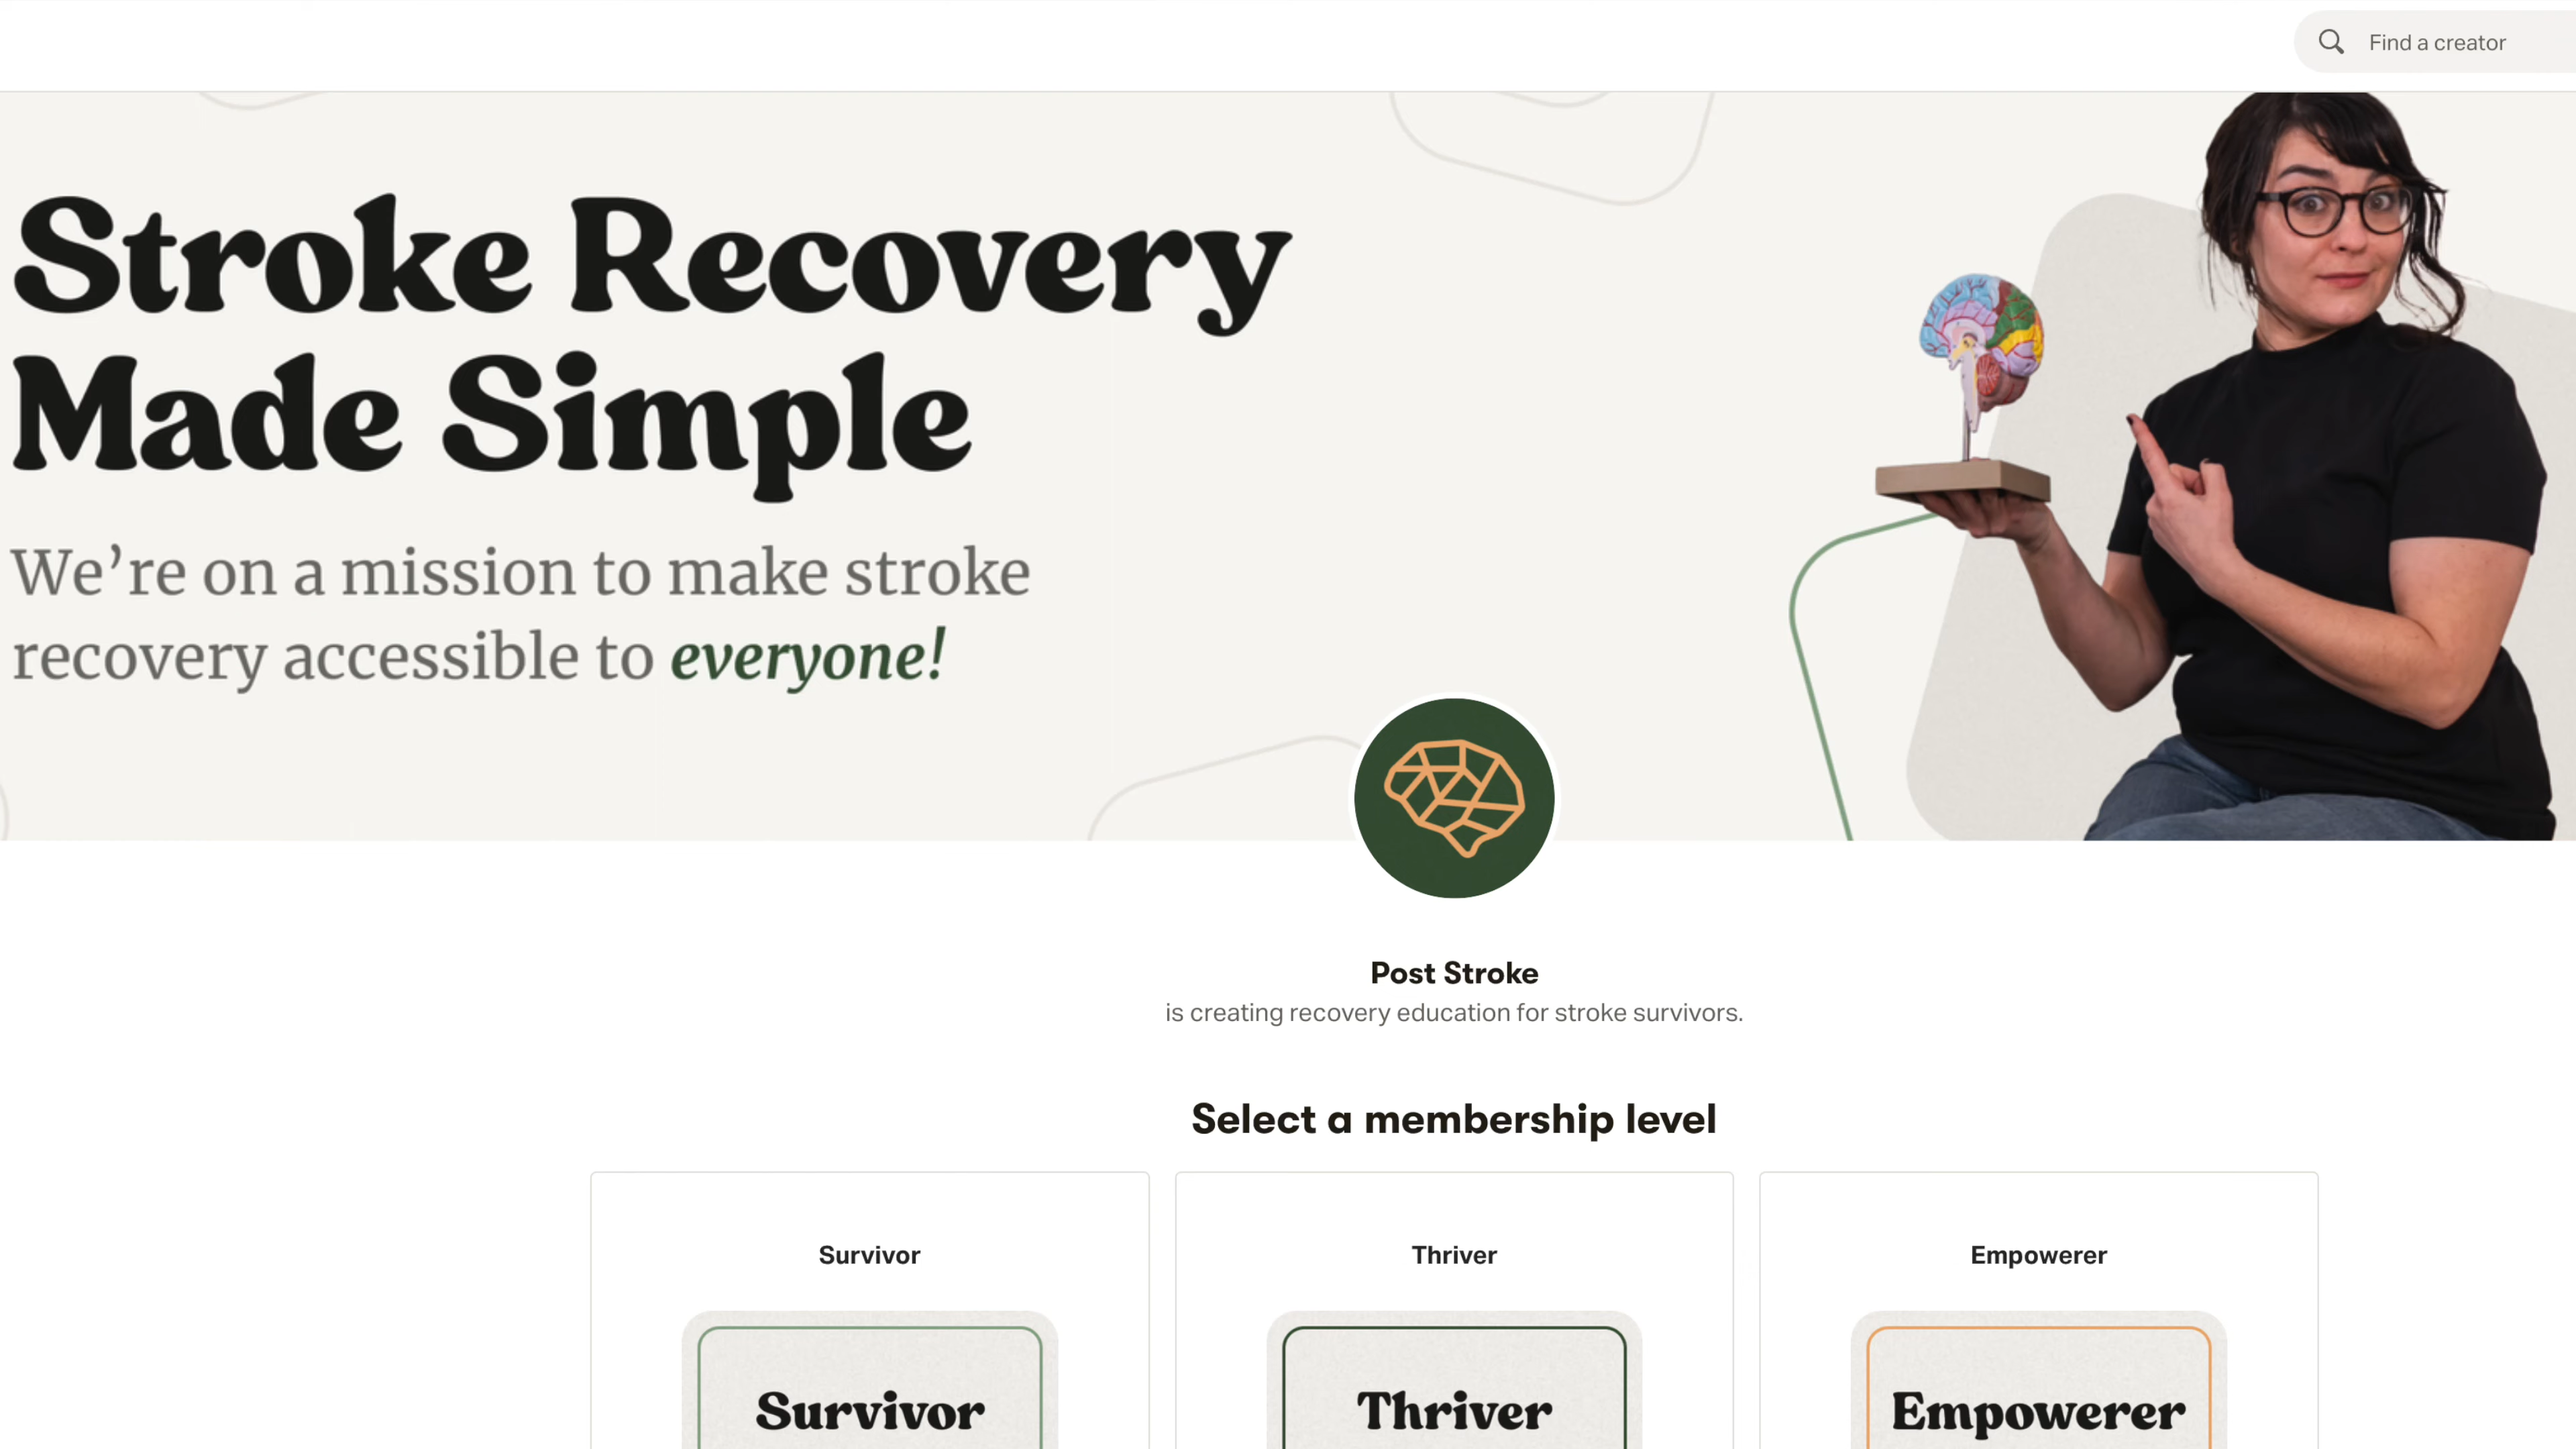 Find a creator
Stroke Recovery
Made Simple
We’re on a mission to make stroke
recovery accessible to everyone!
Post Stroke
is creating recovery education for stroke survivors.
Select a membership level
Survivor
Thriver
Empowerer
Survivor
Thriver
Empowerer